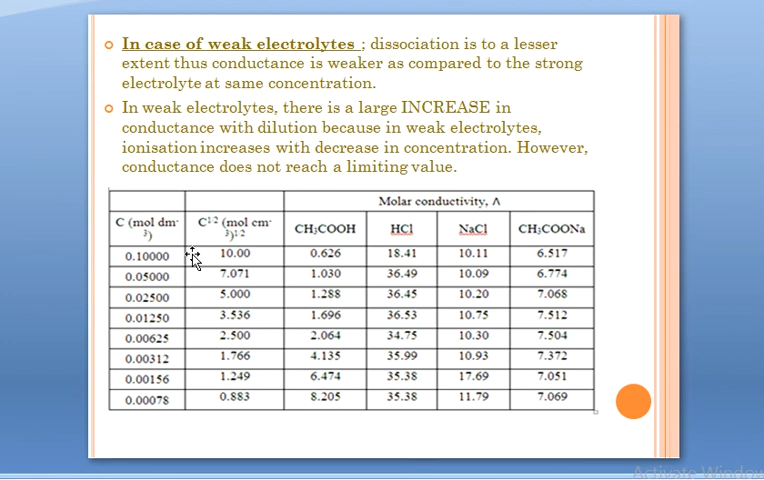 In case of weak electrolytes ; dissociation is to a lesser
extent thus conductance is weaker as compared to the strong
electrolyte at same concentration.
In weak electrolytes, there is a large INCREASE in
conductance with dilution because in weak electrolytes,
ionisation increases with decrease in concentration. However,
conductance does not reach a limiting value.
Molar conductivity, Λ
C (mol dm-3) C1/2 (mol cm-3)1/2 CH3COOH HCl NaCl CH3COONa
0.10000 10.00 0.626 18.41 10.11 6.517
0.05000 7.071 1.030 36.49 10.09 6.774
0.02500 5.000 1.288 36.45 10.20 7.068
0.01250 3.536 1.696 36.53 10.75 7.512
0.00625 2.500 2.064 34.75 10.30 7.504
0.00312 1.766 4.135 35.99 10.93 7.372
0.00156 1.249 6.474 35.38 17.69 7.051
0.00078 0.883 8.205 35.38 11.79 7.069
Activate Window